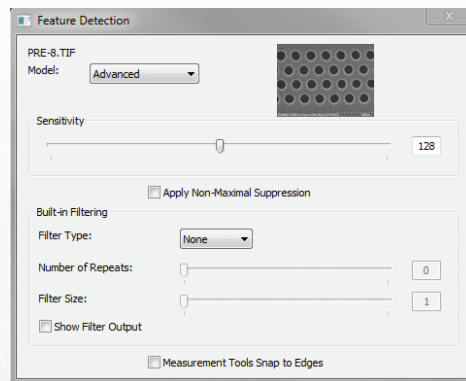 Feature Detection
PRE-8.TIF
Model: Advanced
Sensitivity
128
Apply Non-Maximal Suppression
Built-in Filtering
Filter Type: None
Number of Repeats: 0
Filter Size: 1
Show Filter Output
Measurement Tools Snap to Edges